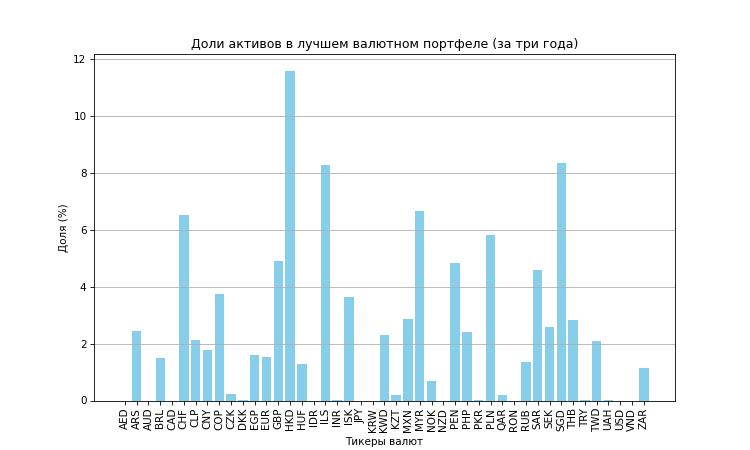 Доли активов в лучшем валютном портфеле (за три года)
Доля (%)
12
10
8
6
4
2
0
AED ARS AUD BRL CAD CHF CLP CNY COP CZK DKK EGP EUR GBP HKD HUF IDR ILS INR ISK JPY KRW KWD KZT MXN MYR NOK NZD PEN PHP PKR PLN QAR RON RUB SAR SEK SGD THB TRY TWD UAH USD VND ZAR
Тикеры валют